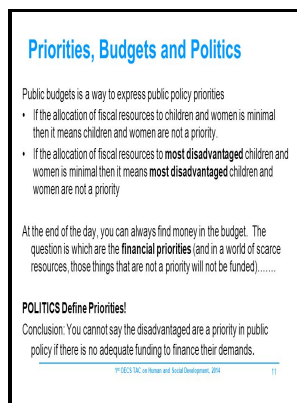 Priorities, Budgets and Politics
Public budgets is a way to express public policy priorities
• If the allocation of fiscal resources to children and women is minimal
then it means children and women are not a priority.
• If the allocation of fiscal resources to most disadvantaged children and
women is minimal then it means most disadvantaged children and
women are not a priority
At the end of the day, you can always find money in the budget. The
question is which are the financial priorities (and in a world of scarce
resources, those things that are not a priority will not be funded).......
POLITICS Define Priorities!
Conclusion: You cannot say the disadvantaged are a priority in public
policy if there is no adequate funding to finance their demands.
1st OECS TAC on Human and Social Development, 2014
11